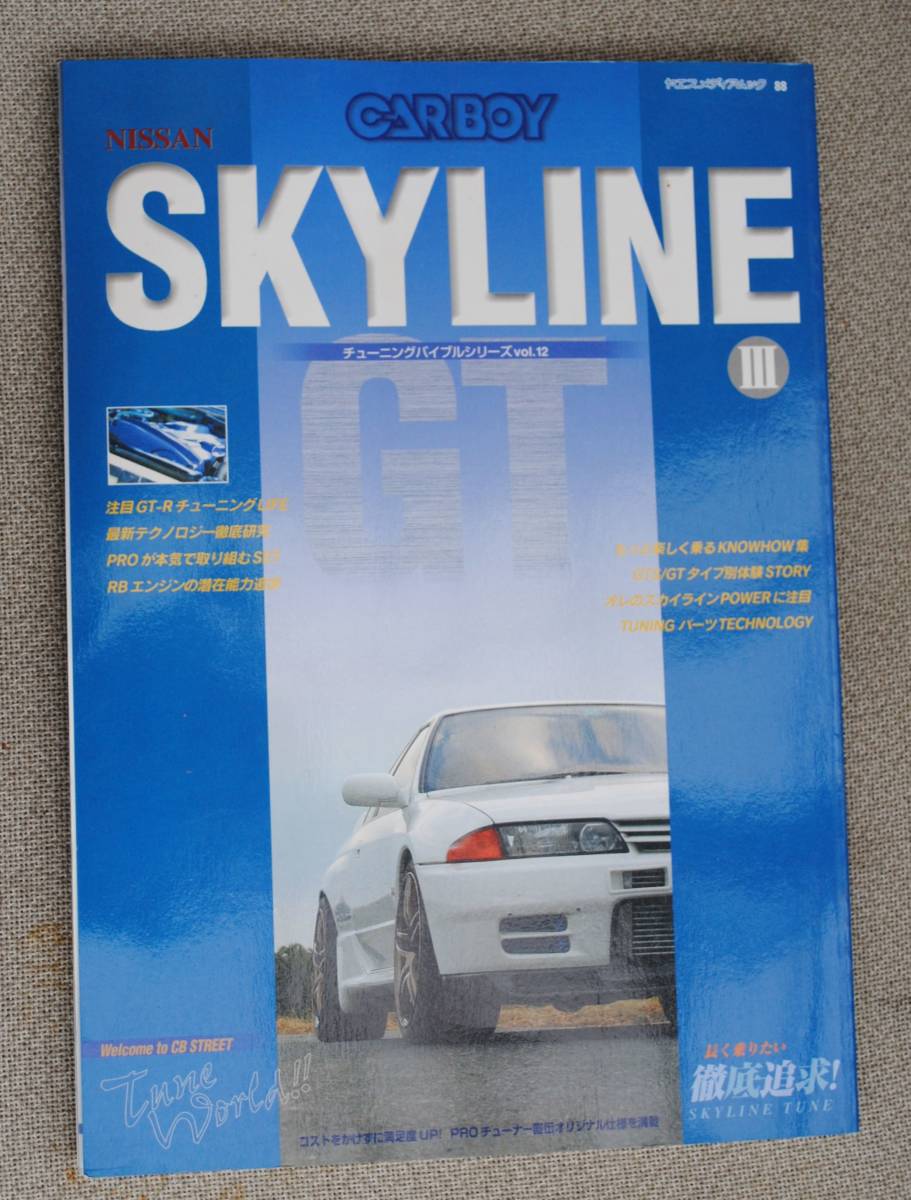 ヤエスメディアムック 88
CARBOY
NISSAN
SKYLINE
チューニングバイブルシリーズvol.12
GT
III
注目GT-RチューニングLIFE
最新テクノロジー徹底研究
PROが本気で取り組む
RBエンジンの潜在能力追求
楽しく乗るKNOWHOW集
GTS/GTタイプ別体験STORY
オレのスカイラインPOWERに注目
TUNINGパーツTECHNOLOGY
Welcome to CB STREET
Tune World!!
長く乗りたい
徹底追求!
SKYLINE TUNE
コストをかけずに満足度UP! PROチューナー直伝オリジナル仕様を満載